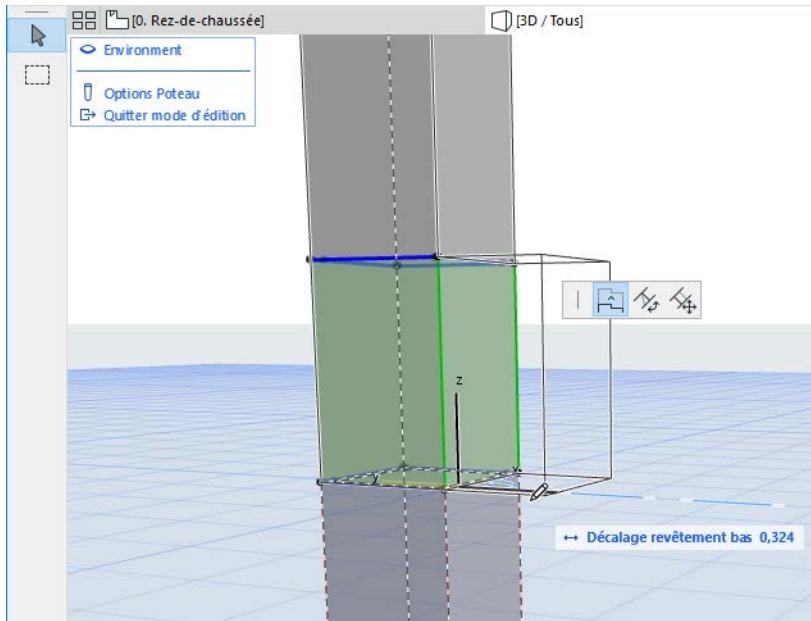 [0. Rez-de-chaussée]
[3D / Tous]
Environment
Options Poteau
Quitter mode d'édition
z
y
x
Décalage revêtement bas 0,324